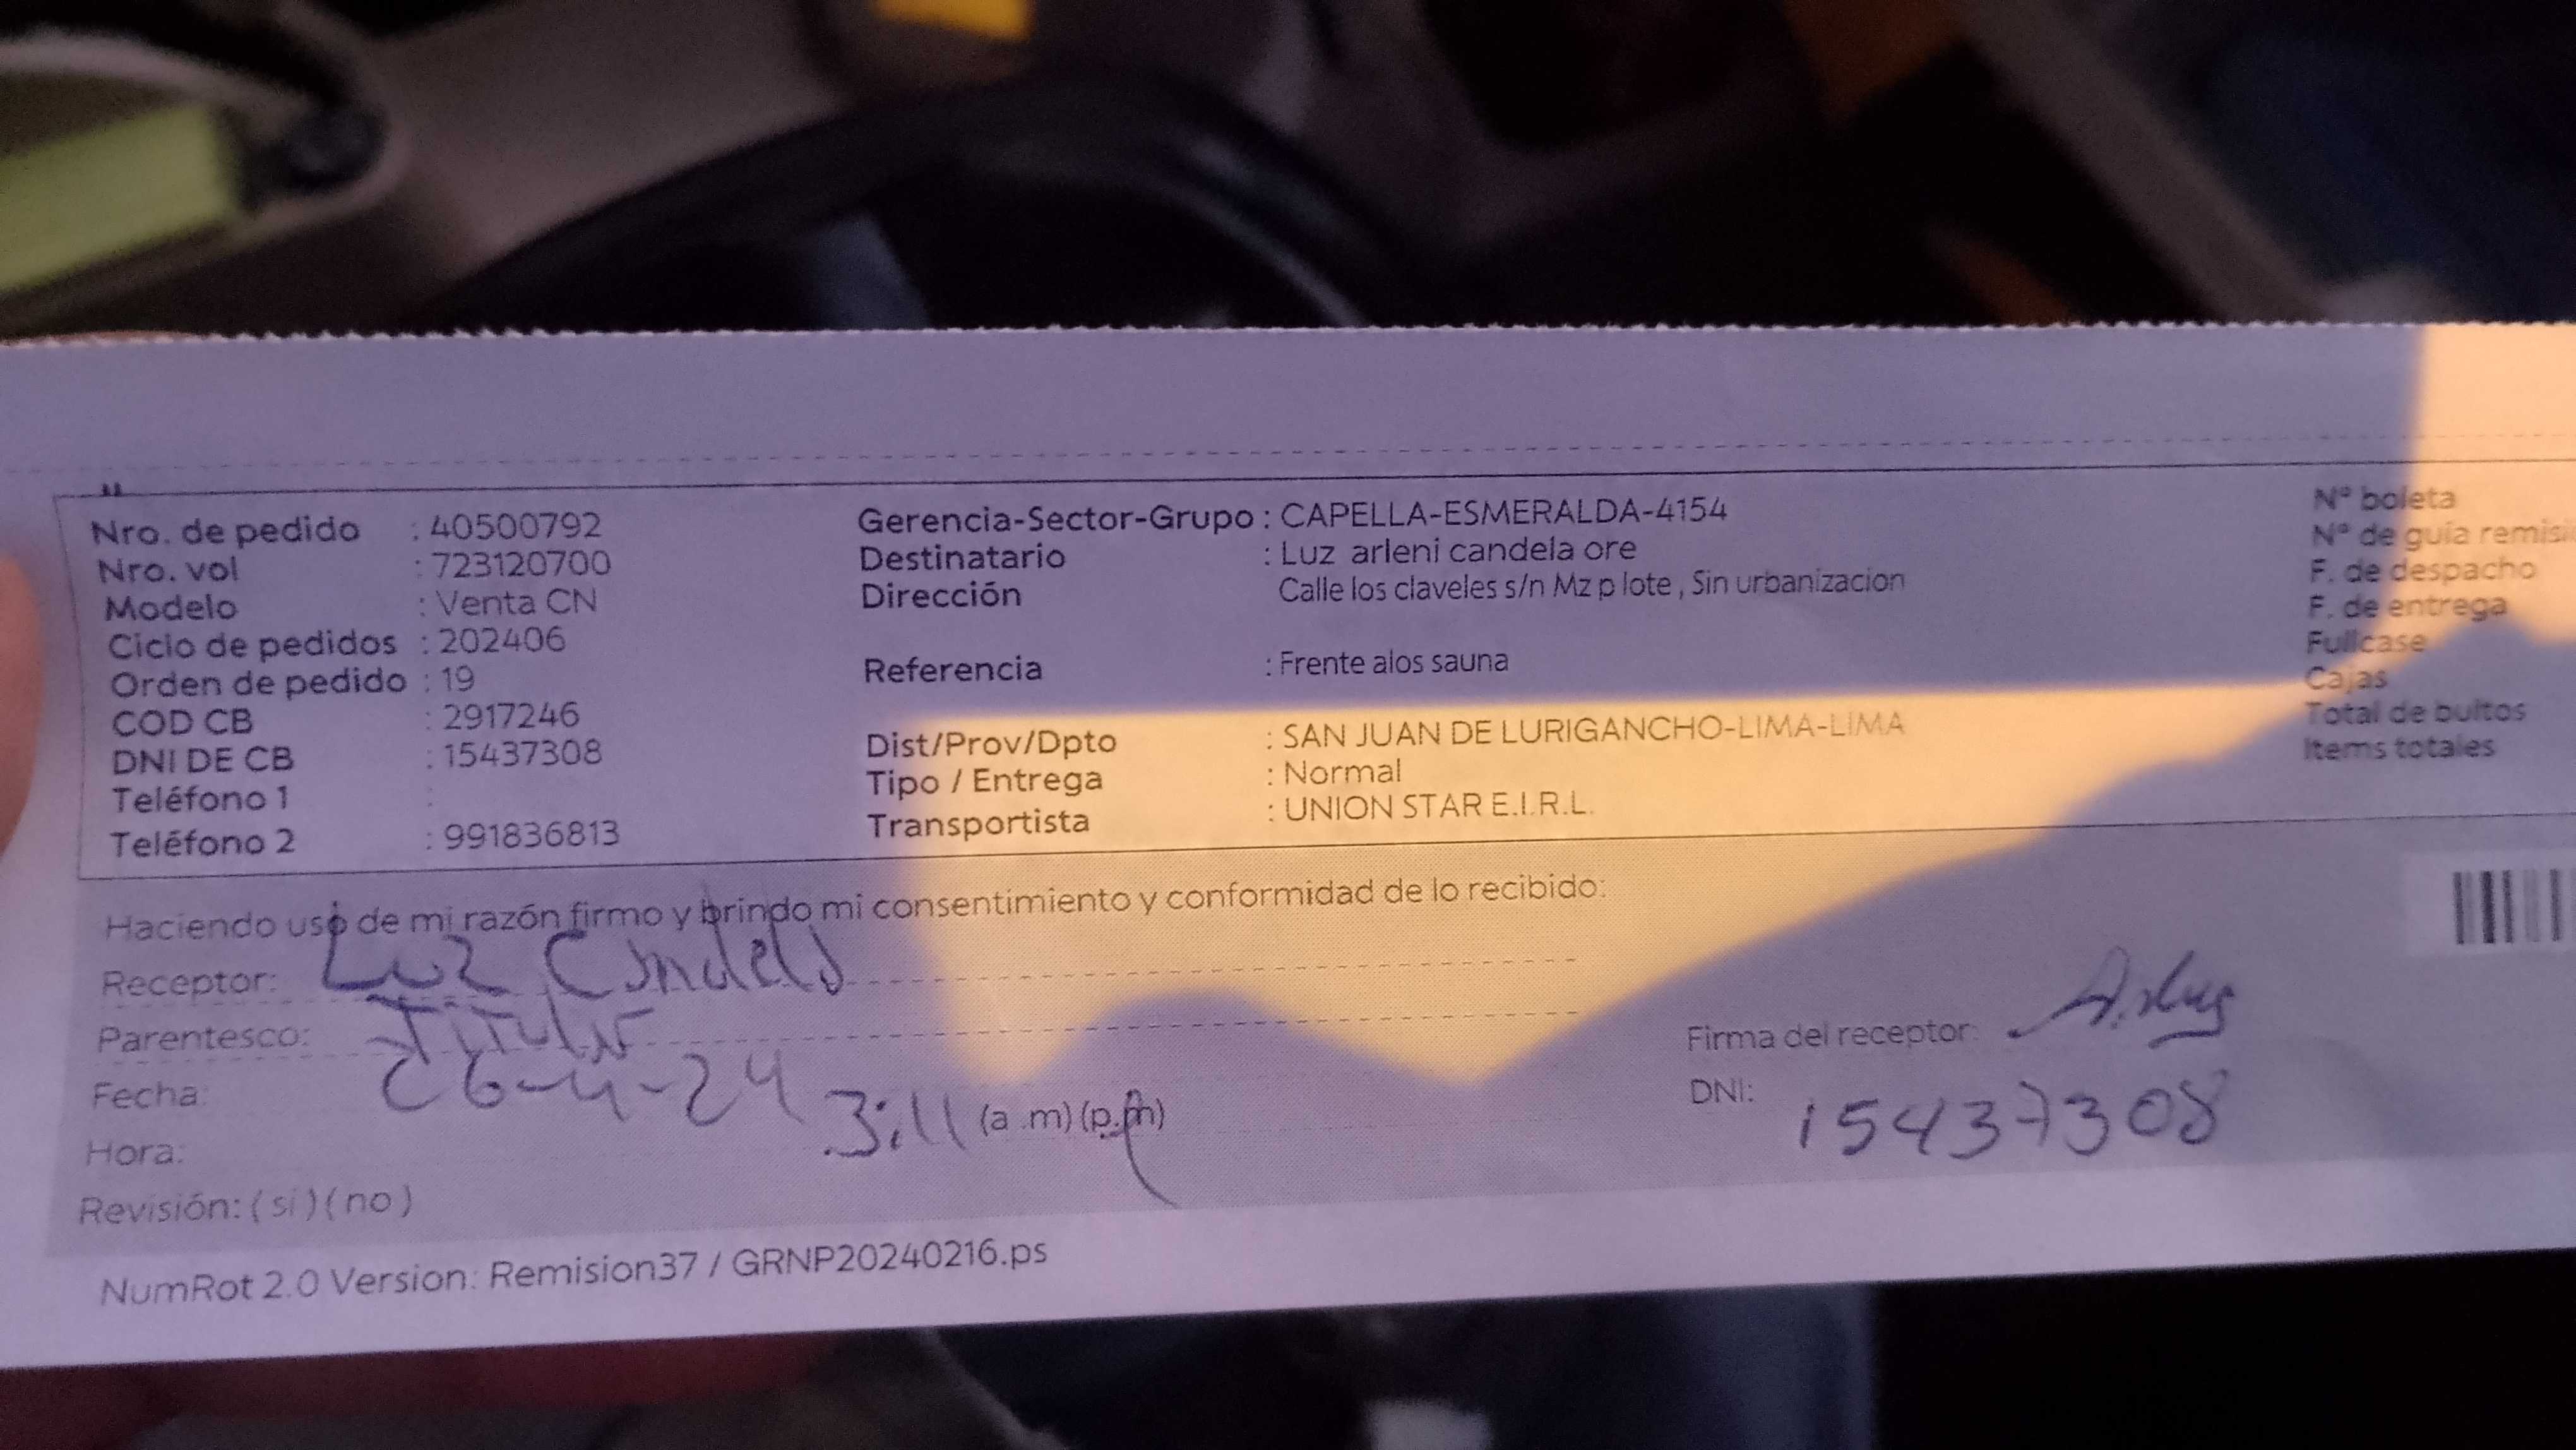 Nro. de pedido : 40500792
Nro. vol : 723120700
Modelo : Venta CN
Ciclo de pedidos : 202406
Orden de pedido : 19
COD CB : 2917246
DNI DE CB : 15437308
Teléfono 1 :
Teléfono 2 : 991836813
Gerencia-Sector-Grupo : CAPELLA-ESMERALDA-4154
Destinatario : Luz arleni candela ore
Dirección Calle los claveles s/n Mz p lote , Sin urbanizacion
Referencia : Frente alos sauna
Dist/Prov/Dpto : SAN JUAN DE LURIGANCHO-LIMA-LIMA
Tipo / Entrega : Normal
Transportista : UNION STAR E.I.R.L.
N° boleta
N° de guía remisi
F. de despacho
F. de entrega
Fullcase
Cajas
Total de bultos
Items totales
Haciendo uso de mi razón firmo y brindo mi consentimiento y conformidad de lo recibido:
Receptor: Luz Candela
Parentesco: Titular
Fecha: 06-4-24
Hora: 3:11 (a .m) (p.m)
Revisión: ( si ) ( no )
Firma del receptor:
DNI: 15437308
NumRot 2.0 Version: Remision37 / GRNP20240216.ps